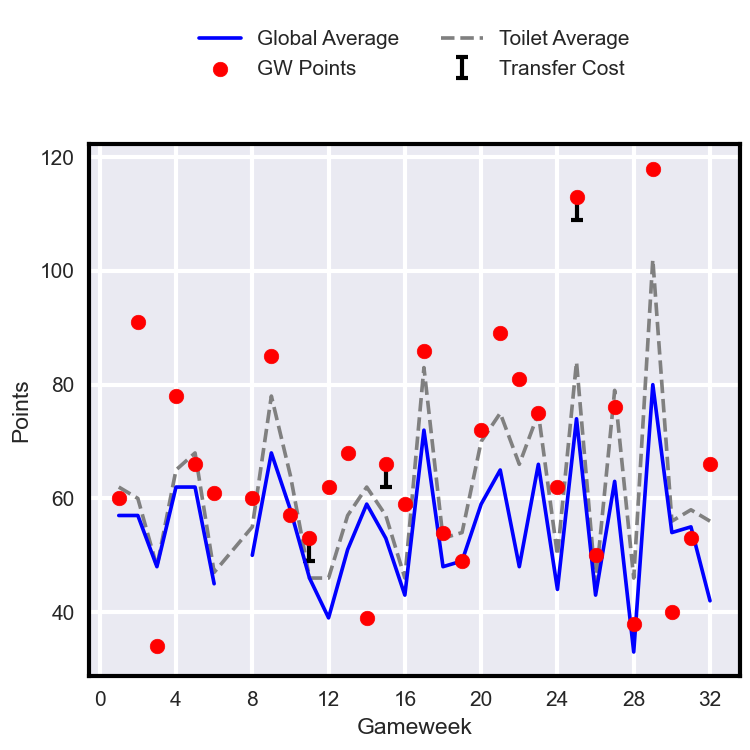 Global Average
Toilet Average
GW Points
Transfer Cost
120
100
80
60
40
Points
0 4 8 12 16 20 24 28 32
Gameweek